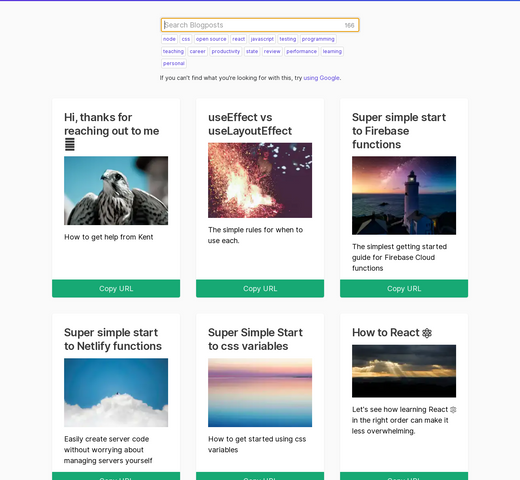 Search Blogposts 166
node css open source react javascript testing programming
teaching career productivity state review performance learning
personal
If you can't find what you're looking for with this, try using Google.
Hi, thanks for
reaching out to me
How to get help from Kent
Copy URL
useEffect vs
useLayoutEffect
The simple rules for when to
use each.
Copy URL
Super simple start
to Firebase
functions
The simplest getting started
guide for Firebase Cloud
functions
Copy URL
Super simple start
to Netlify functions
Easily create server code
without worrying about
managing servers yourself
Copy URL
Super Simple Start
to css variables
How to get started using css
variables
Copy URL
How to React ⚛
Let's see how learning React ⚛
in the right order can make it
less overwhelming.
Copy URL